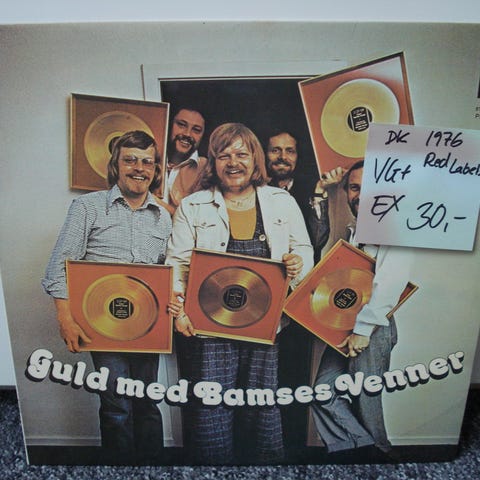 DK 1976
VG+ Red Label
EX 30,-
Guld med Bamses Venner